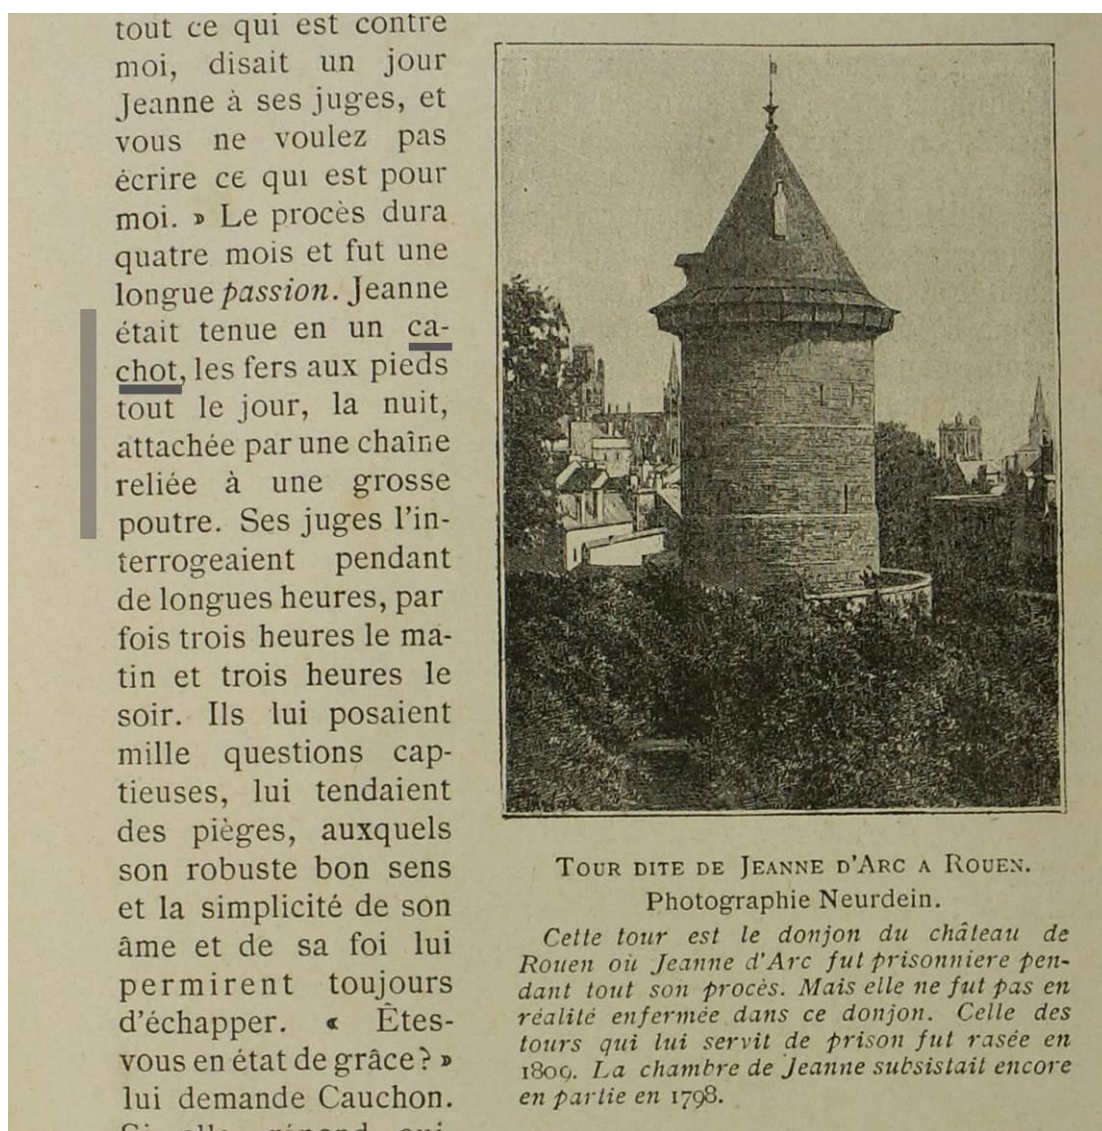 tout ce qui est contre
moi, disait un jour
Jeanne à ses juges, et
vous ne voulez pas
écrire ce qui est pour
moi. » Le procès dura
quatre mois et fut une
longue passion. Jeanne
était tenue en un ca-
chot, les fers aux pieds
tout le jour, la nuit,
attachée par une chaîne
reliée à une grosse
poutre. Ses juges l'in-
terrogeaient pendant
de longues heures, par
fois trois heures le ma-
tin et trois heures le
soir. Ils lui posaient
mille questions cap-
tieuses, lui tendaient
des pièges, auxquels
son robuste bon sens
et la simplicité de son
âme et de sa foi lui
permirent toujours
d'échapper. « Êtes-
vous en état de grâce? »
lui demande Cauchon.
TOUR DITE DE JEANNE D'ARC A ROUEN.
Photographie Neurdein.
Cette tour est le donjon du château de
Rouen où Jeanne d'Arc fut prisonniere pen-
dant tout son procès. Mais elle ne fut pas en
réalité enfermée dans ce donjon. Celle des
tours qui lui servit de prison fut rasée en
1809. La chambre de Jeanne subsistait encore
en partie en 1798.